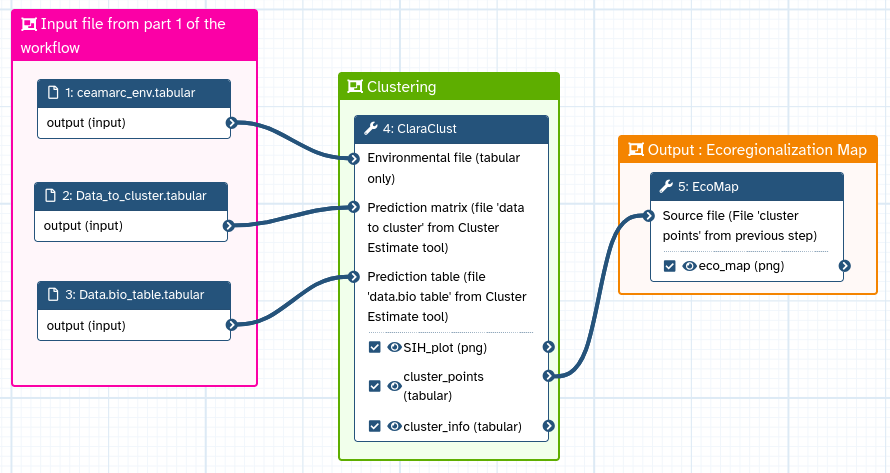 Input file from part 1 of the
workflow
1: ceamarc_env.tabular
output (input)
2: Data_to_cluster.tabular
output (input)
3: Data.bio_table.tabular
output (input)
Clustering
4: ClaraClust
Environmental file (tabular
only)
Prediction matrix (file 'data
to cluster' from Cluster
Estimate tool)
Prediction table (file
'data.bio table' from Cluster
Estimate tool)
SIH_plot (png)
cluster_points
(tabular)
cluster_info (tabular)
Output : Ecoregionalization Map
5: EcoMap
Source file (File 'cluster
points' from previous step)
eco_map (png)